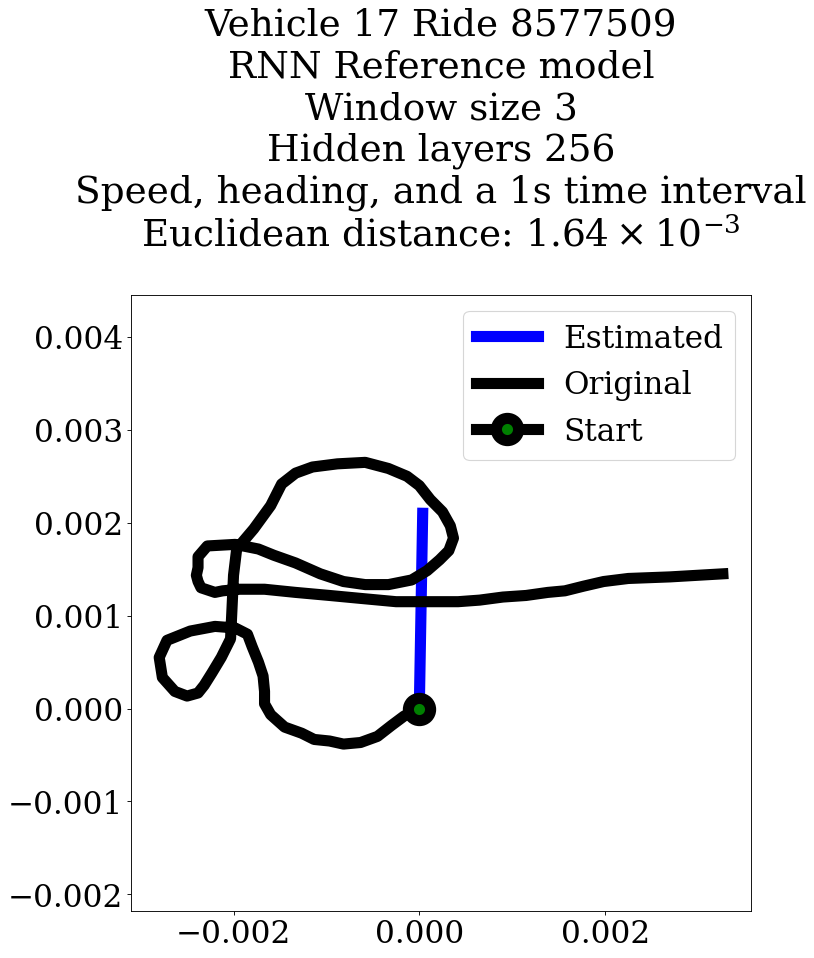 Vehicle 17 Ride 8577509
RNN Reference model
Window size 3
Hidden layers 256
Speed, heading, and a 1s time interval
Euclidean distance: 1.64 × 10⁻³
Estimated
Original
Start
0.004
0.003
0.002
0.001
0.000
−0.001
−0.002
−0.002 0.000 0.002